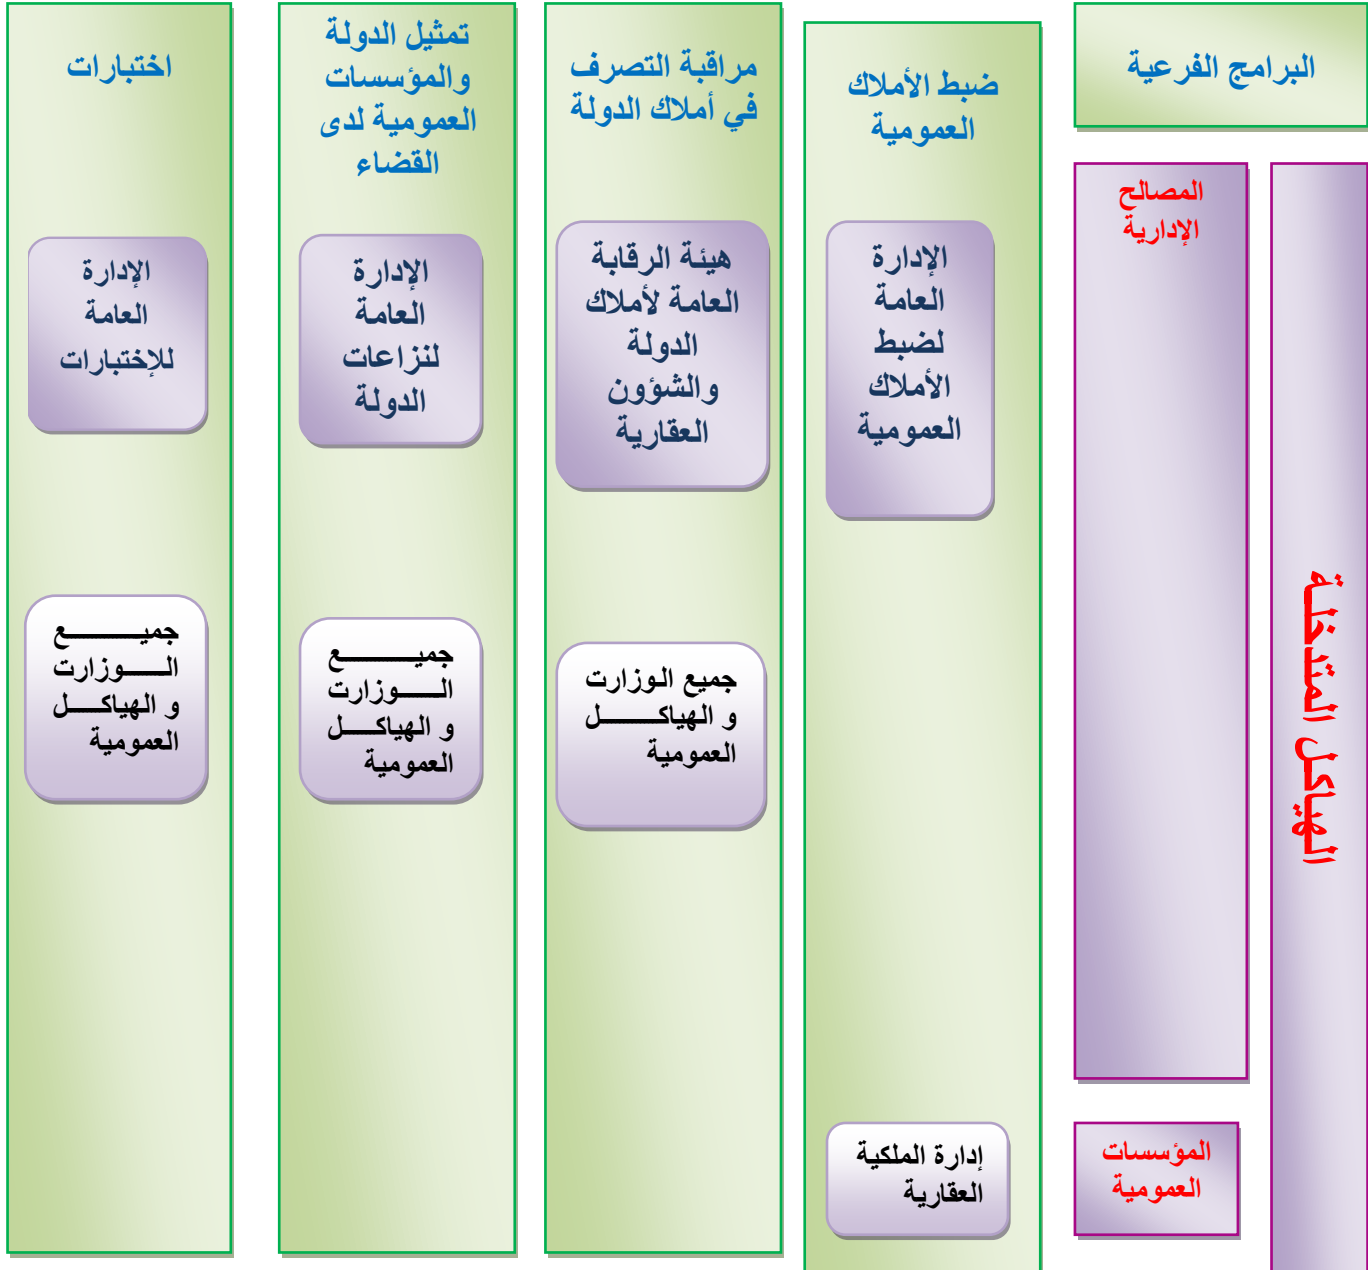 البرامج الفرعية
ضبط الأملاك
العمومية
مراقبة التصرف
في أملاك الدولة
تمثيل الدولة
والمؤسسات
العمومية لدى
القضاء
اختبارات
الهياكل المتدخلة
المصالح
الإدارية
الإدارة
العامة
لضبط
الأملاك
العمومية
هيئة الرقابة
العامة لأملاك
الدولة
والشؤون
العقارية
الإدارة
العامة
لنزاعات
الدولة
الإدارة
العامة
للإختبارات
جميع الوزارت
و الهياكل
العمومية
جميع
الوزارت
و الهياكل
العمومية
جميع
الوزارت
و الهياكل
العمومية
المؤسسات
العمومية
إدارة الملكية
العقارية